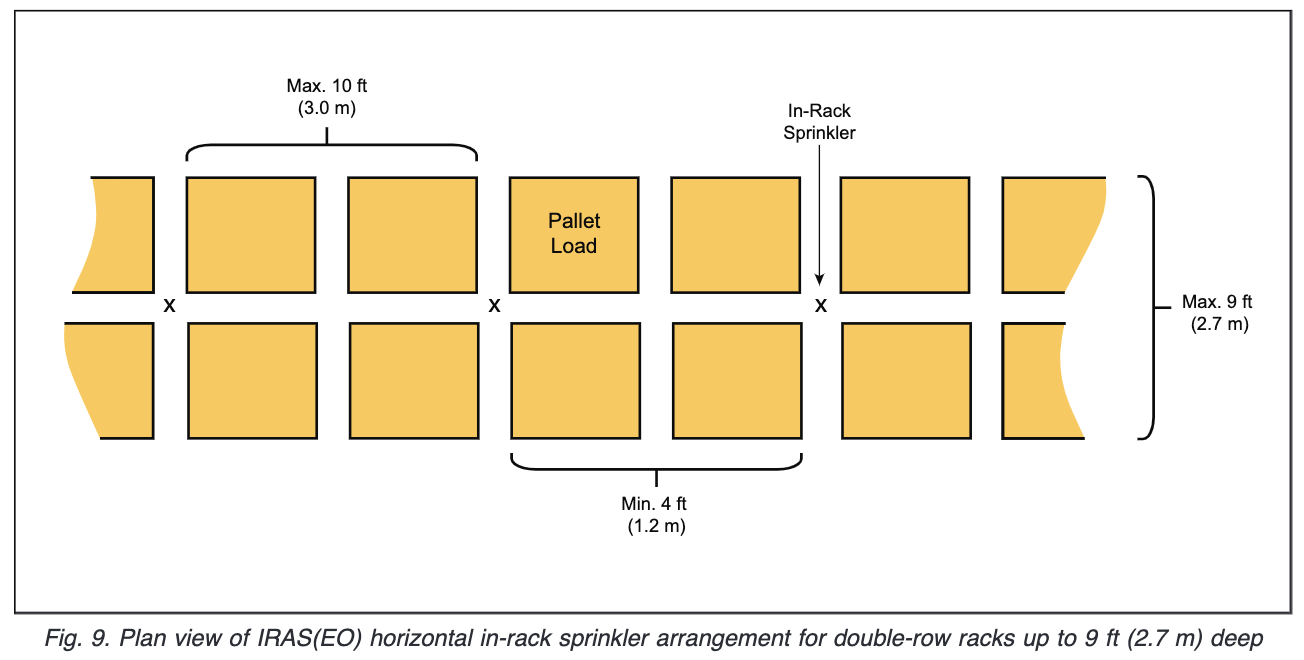 Max. 10 ft
(3.0 m)
In-Rack
Sprinkler
Pallet
Load
x
x
x
Max. 9 ft
(2.7 m)
Min. 4 ft
(1.2 m)
Fig. 9. Plan view of IRAS(EO) horizontal in-rack sprinkler arrangement for double-row racks up to 9 ft (2.7 m) deep